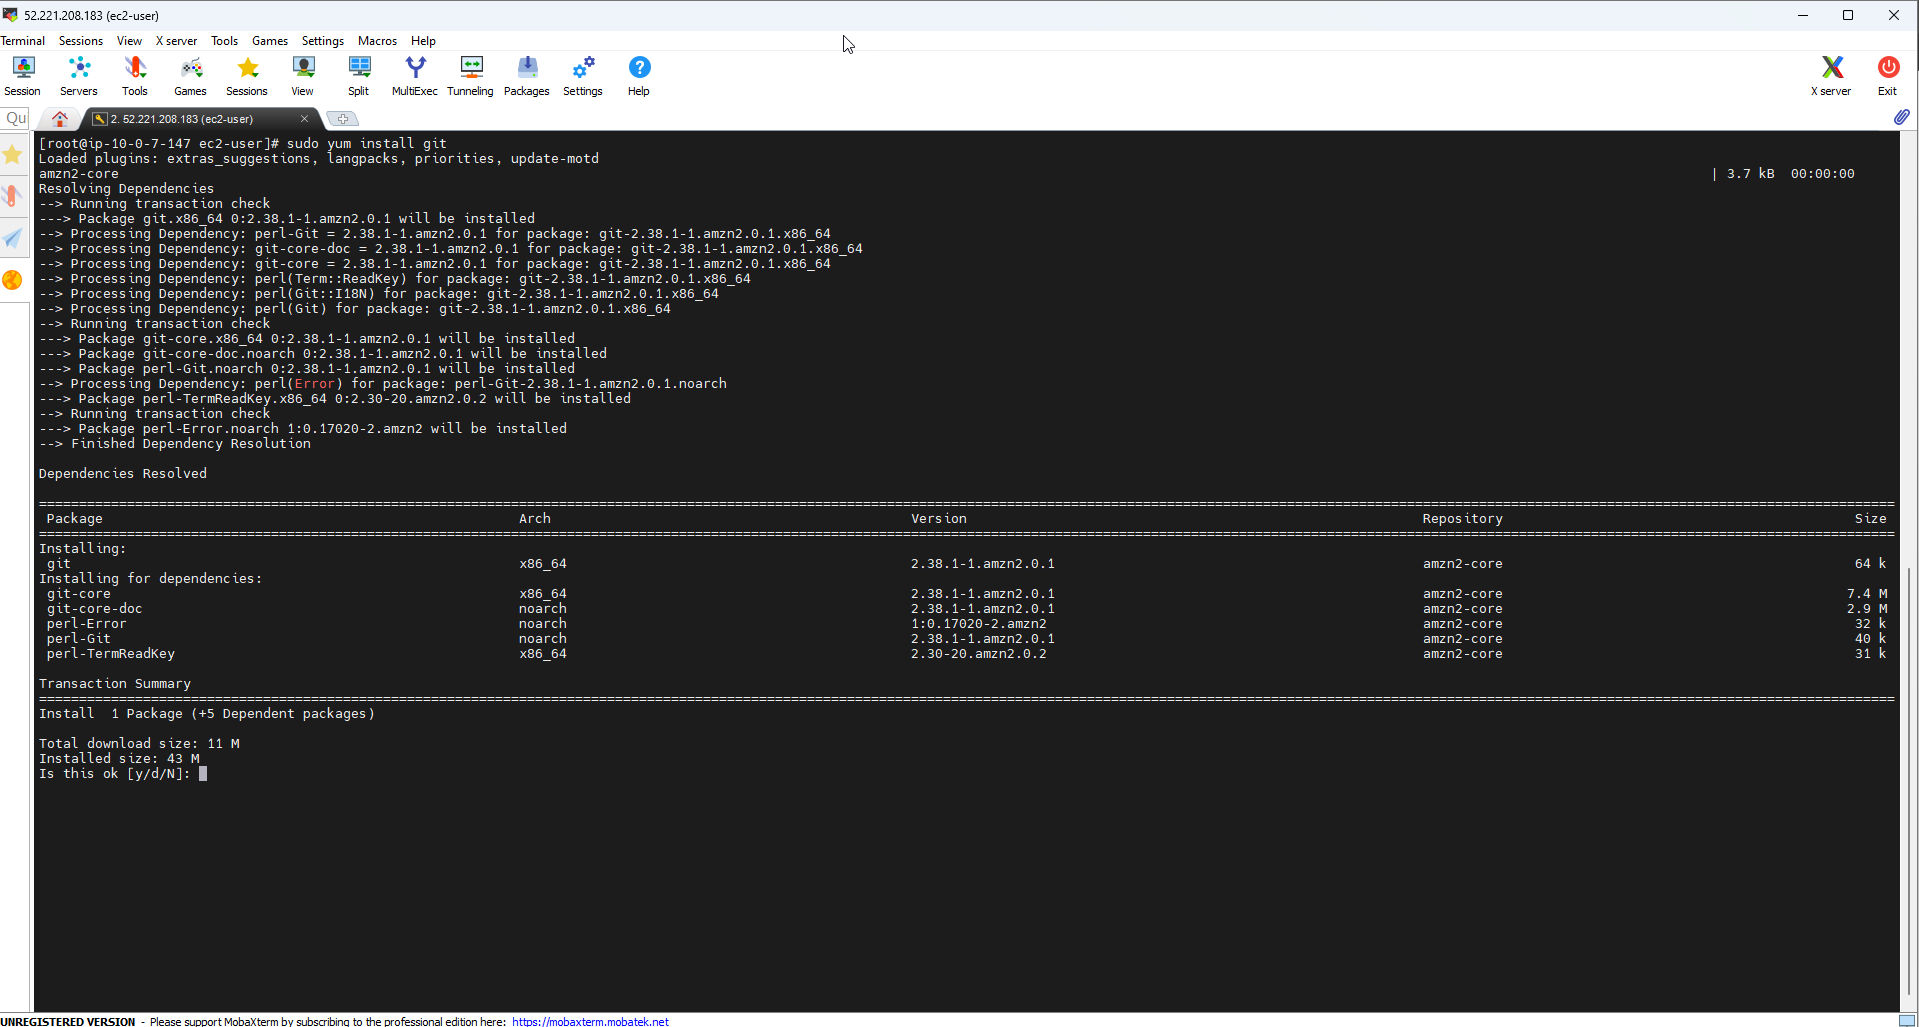 52.221.208.183 (ec2-user)
Terminal Sessions View X server Tools Games Settings Macros Help
Session Servers Tools Games Sessions View Split MultiExec Tunneling Packages Settings Help X server Exit
Qu
2. 52.221.208.183 (ec2-user)
[root@ip-10-0-7-147 ec2-user]# sudo yum install git
Loaded plugins: extras_suggestions, langpacks, priorities, update-motd
amzn2-core | 3.7 kB 00:00:00
Resolving Dependencies
--> Running transaction check
---> Package git.x86_64 0:2.38.1-1.amzn2.0.1 will be installed
--> Processing Dependency: perl-Git = 2.38.1-1.amzn2.0.1 for package: git-2.38.1-1.amzn2.0.1.x86_64
--> Processing Dependency: git-core-doc = 2.38.1-1.amzn2.0.1 for package: git-2.38.1-1.amzn2.0.1.x86_64
--> Processing Dependency: git-core = 2.38.1-1.amzn2.0.1 for package: git-2.38.1-1.amzn2.0.1.x86_64
--> Processing Dependency: perl(Term::ReadKey) for package: git-2.38.1-1.amzn2.0.1.x86_64
--> Processing Dependency: perl(Git::I18N) for package: git-2.38.1-1.amzn2.0.1.x86_64
--> Processing Dependency: perl(Git) for package: git-2.38.1-1.amzn2.0.1.x86_64
--> Running transaction check
---> Package git-core.x86_64 0:2.38.1-1.amzn2.0.1 will be installed
---> Package git-core-doc.noarch 0:2.38.1-1.amzn2.0.1 will be installed
---> Package perl-Git.noarch 0:2.38.1-1.amzn2.0.1 will be installed
--> Processing Dependency: perl(Error) for package: perl-Git-2.38.1-1.amzn2.0.1.noarch
---> Package perl-TermReadKey.x86_64 0:2.30-20.amzn2.0.2 will be installed
--> Running transaction check
---> Package perl-Error.noarch 1:0.17020-2.amzn2 will be installed
--> Finished Dependency Resolution
Dependencies Resolved
Package Arch Version Repository Size
Installing:
git x86_64 2.38.1-1.amzn2.0.1 amzn2-core 64 k
Installing for dependencies:
git-core x86_64 2.38.1-1.amzn2.0.1 amzn2-core 7.4 M
git-core-doc noarch 2.38.1-1.amzn2.0.1 amzn2-core 2.9 M
perl-Error noarch 1:0.17020-2.amzn2 amzn2-core 32 k
perl-Git noarch 2.38.1-1.amzn2.0.1 amzn2-core 40 k
perl-TermReadKey x86_64 2.30-20.amzn2.0.2 amzn2-core 31 k
Transaction Summary
Install 1 Package (+5 Dependent packages)
Total download size: 11 M
Installed size: 43 M
Is this ok [y/d/N]:
UNREGISTERED VERSION - Please support MobaXterm by subscribing to the professional edition here: https://mobaxterm.mobatek.net